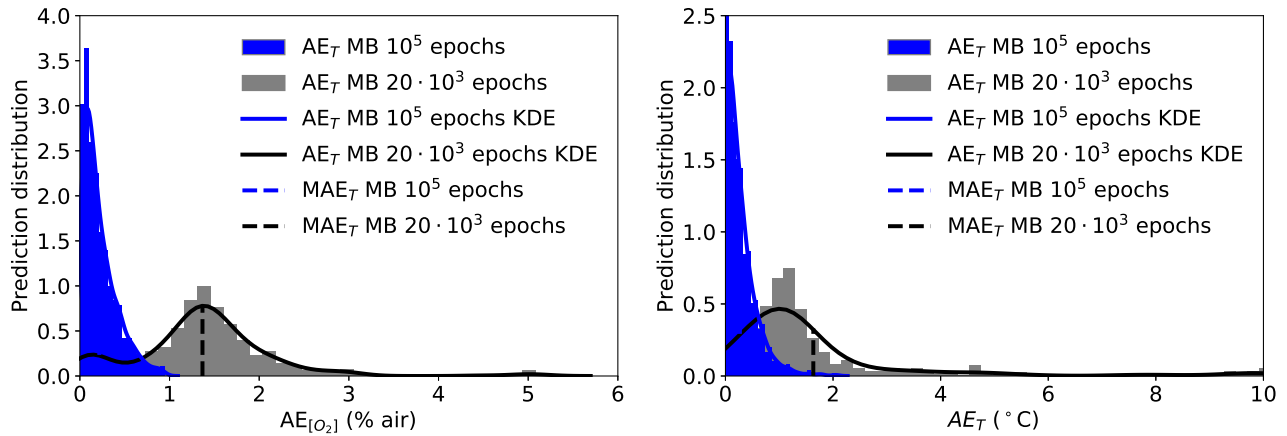 4.0
3.5
3.0
2.5
2.0
1.5
1.0
0.5
0.0
Prediction distribution
AE_T MB 10^5 epochs
AE_T MB 20 · 10^3 epochs
AE_T MB 10^5 epochs KDE
AE_T MB 20 · 10^3 epochs KDE
MAE_T MB 10^5 epochs
MAE_T MB 20 · 10^3 epochs
0 1 2 3 4 5 6
AE_[O_2] (% air)
2.5
2.0
1.5
1.0
0.5
0.0
Prediction distribution
AE_T MB 10^5 epochs
AE_T MB 20 · 10^3 epochs
AE_T MB 10^5 epochs KDE
AE_T MB 20 · 10^3 epochs KDE
MAE_T MB 10^5 epochs
MAE_T MB 20 · 10^3 epochs
0 2 4 6 8 10
AE_T (°C)